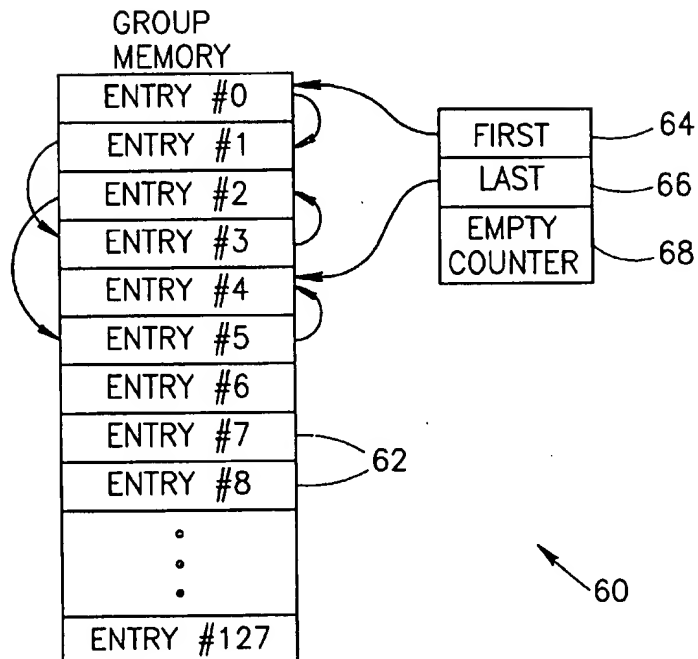 GROUP
MEMORY
ENTRY #0
ENTRY #1
ENTRY #2
ENTRY #3
ENTRY #4
ENTRY #5
ENTRY #6
ENTRY #7
ENTRY #8
ENTRY #127
FIRST
LAST
EMPTY
COUNTER
64
66
68
62
60